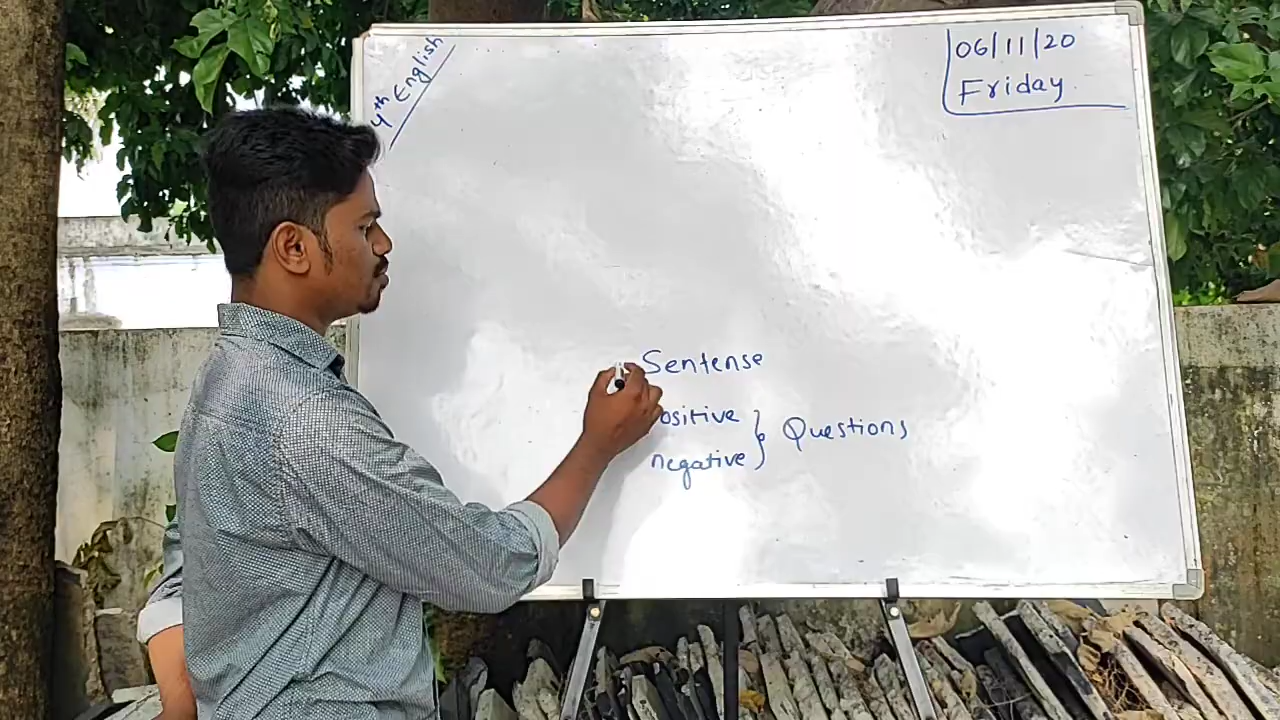 4th English
06/11/20
Friday
Sentense
ositive
negative
} Questions